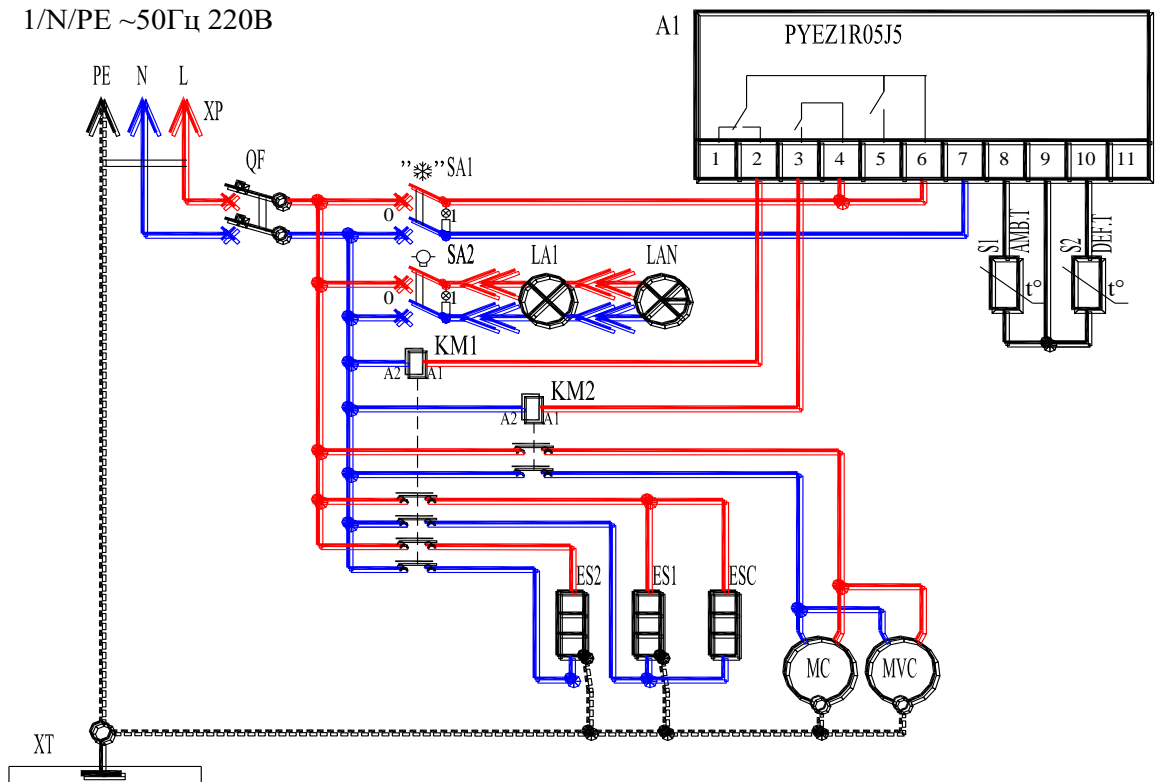 1/N/PE ~50Гц 220В
A1
PYEZ1R05J5
PE N L
XP
1 2 3 4 5 6 7 8 9 10 11
QF
"❄" SA1
0 1
S1
AMB.T
S2
DEF.T
SA2 LA1 LAN
0 1
t° t°
KM1
A2 A1
KM2
A2 A1
ES2 ES1 ESC
MC MVC
XT